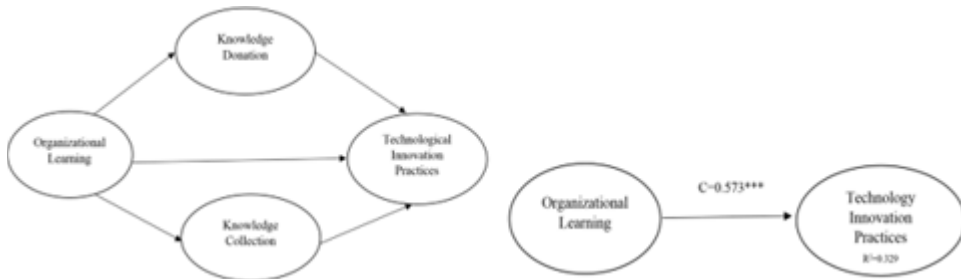 Knowledge
Donation
Organizational
Learning
Technological
Innovation
Practices
Knowledge
Collection
Organizational
Learning
C=0.573***
Technology
Innovation
Practices
R²=0.329